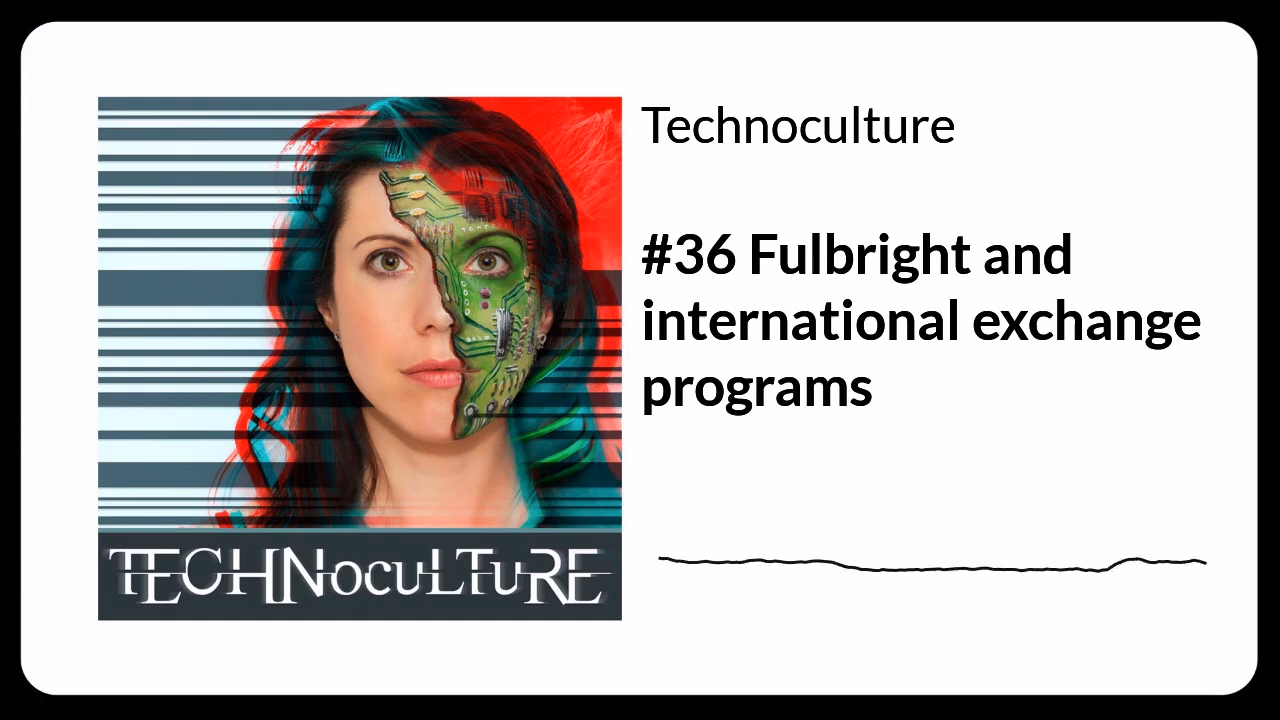 Technoculture
#36 Fulbright and
international exchange
programs
TECHNocuLTuRE